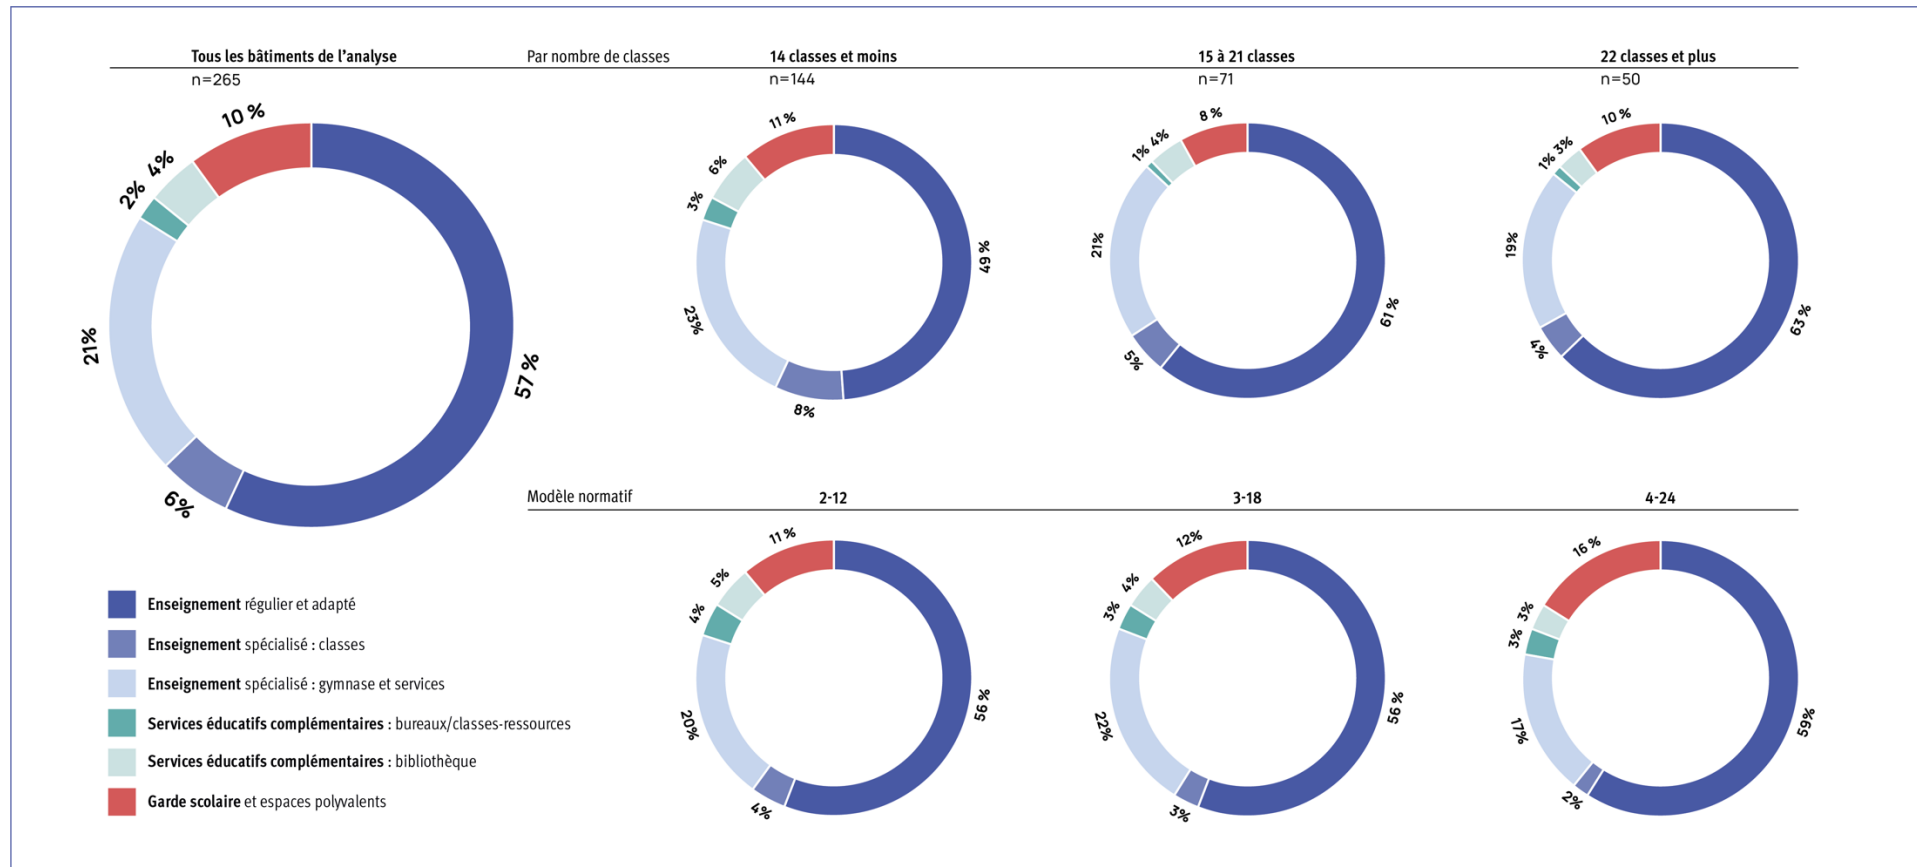 Tous les bâtiments de l’analyse
n=265
10 %
4%
2%
21%
6%
57 %
Par nombre de classes
14 classes et moins
n=144
11 %
6%
3%
23%
8%
49 %
15 à 21 classes
n=71
8 %
4%
1%
21%
5%
61 %
22 classes et plus
n=50
10 %
3%
1%
19%
4%
63 %
Modèle normatif
2-12
11 %
5%
4%
20%
4%
56 %
3-18
12%
4%
3%
22%
3%
56 %
4-24
16 %
3%
3%
17%
2%
59%
Enseignement régulier et adapté
Enseignement spécialisé : classes
Enseignement spécialisé : gymnase et services
Services éducatifs complémentaires : bureaux/classes-ressources
Services éducatifs complémentaires : bibliothèque
Garde scolaire et espaces polyvalents